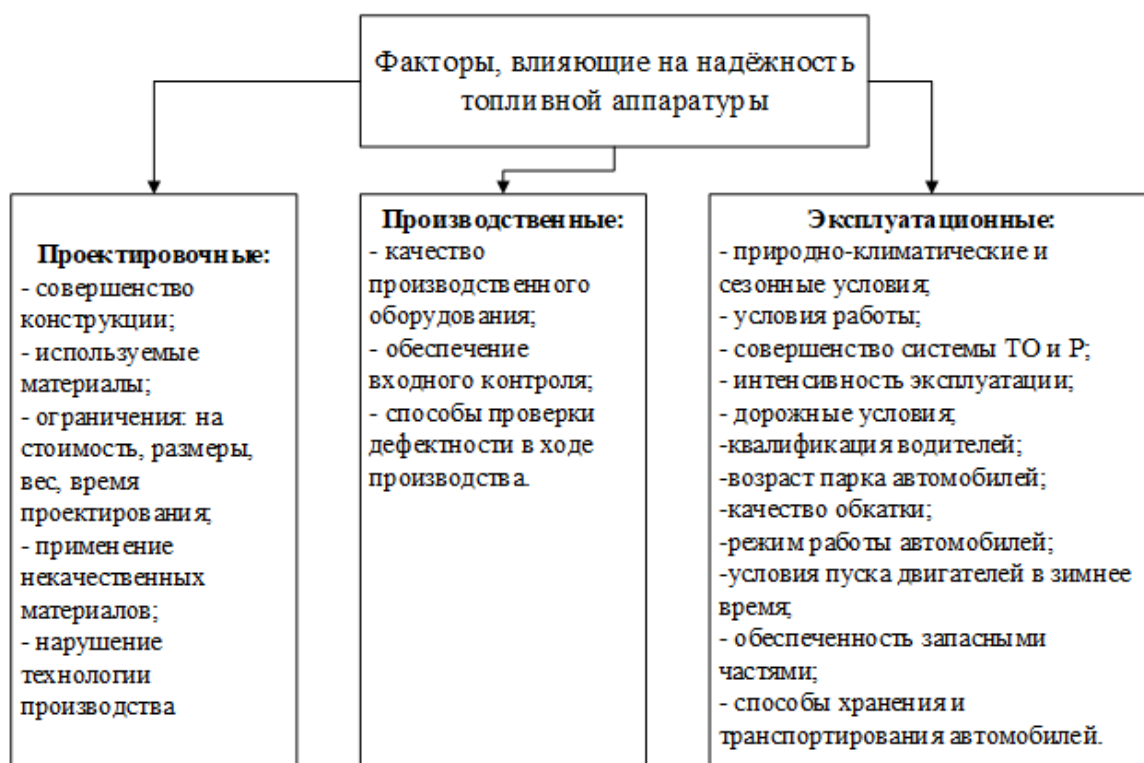 Факторы, влияющие на надёжность
топливной аппаратуры
Проектировочные:
- совершенство
конструкции;
- используемые
материалы;
- ограничения: на
стоимость, размеры,
вес, время
проектирования;
- применение
некачественных
материалов;
- нарушение
технологии
производства
Производственные:
- качество
производственного
оборудования;
- обеспечение
входного контроля;
- способы проверки
дефектности в ходе
производства.
Эксплуатационные:
- природно-климатические и
сезонные условия;
- условия работы;
- совершенство системы ТО и Р;
- интенсивность эксплуатации;
- дорожные условия;
-квалификация водителей;
-возраст парка автомобилей;
-качество обкатки;
-режим работы автомобилей;
-условия пуска двигателей в зимнее
время;
- обеспеченность запасными
частями;
- способы хранения и
транспортирования автомобилей.